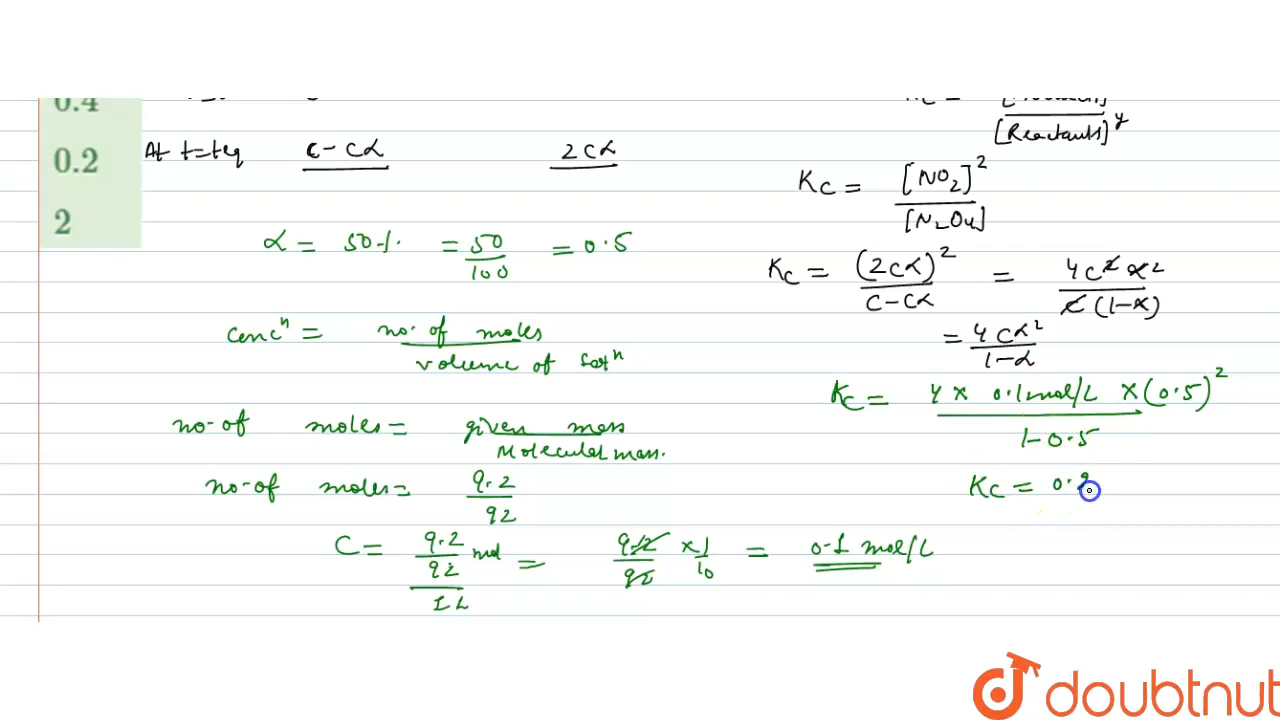 0.4
0.2
2
At t=teq C-Cα 2Cα
[Reactants]^y
Kc = [NO2]^2 / [N2O4]
α = 50% = 50/100 = 0.5
Kc = (2Cα)^2 / C-Cα = 4C^2 α^2 / C(1-α)
= 4Cα^2 / 1-α
conc^n = no. of moles / volume of sol^n
Kc = 4 × 0.1mol/L × (0.5)^2 / 1-0.5
no. of moles = given mass / Molecular mass.
no. of moles = 9.2 / 92
Kc = 0.2
C = 9.2/92 mol / 1L = 9.2/92 × 1/10 = 0.1 mol/L
doubtnut